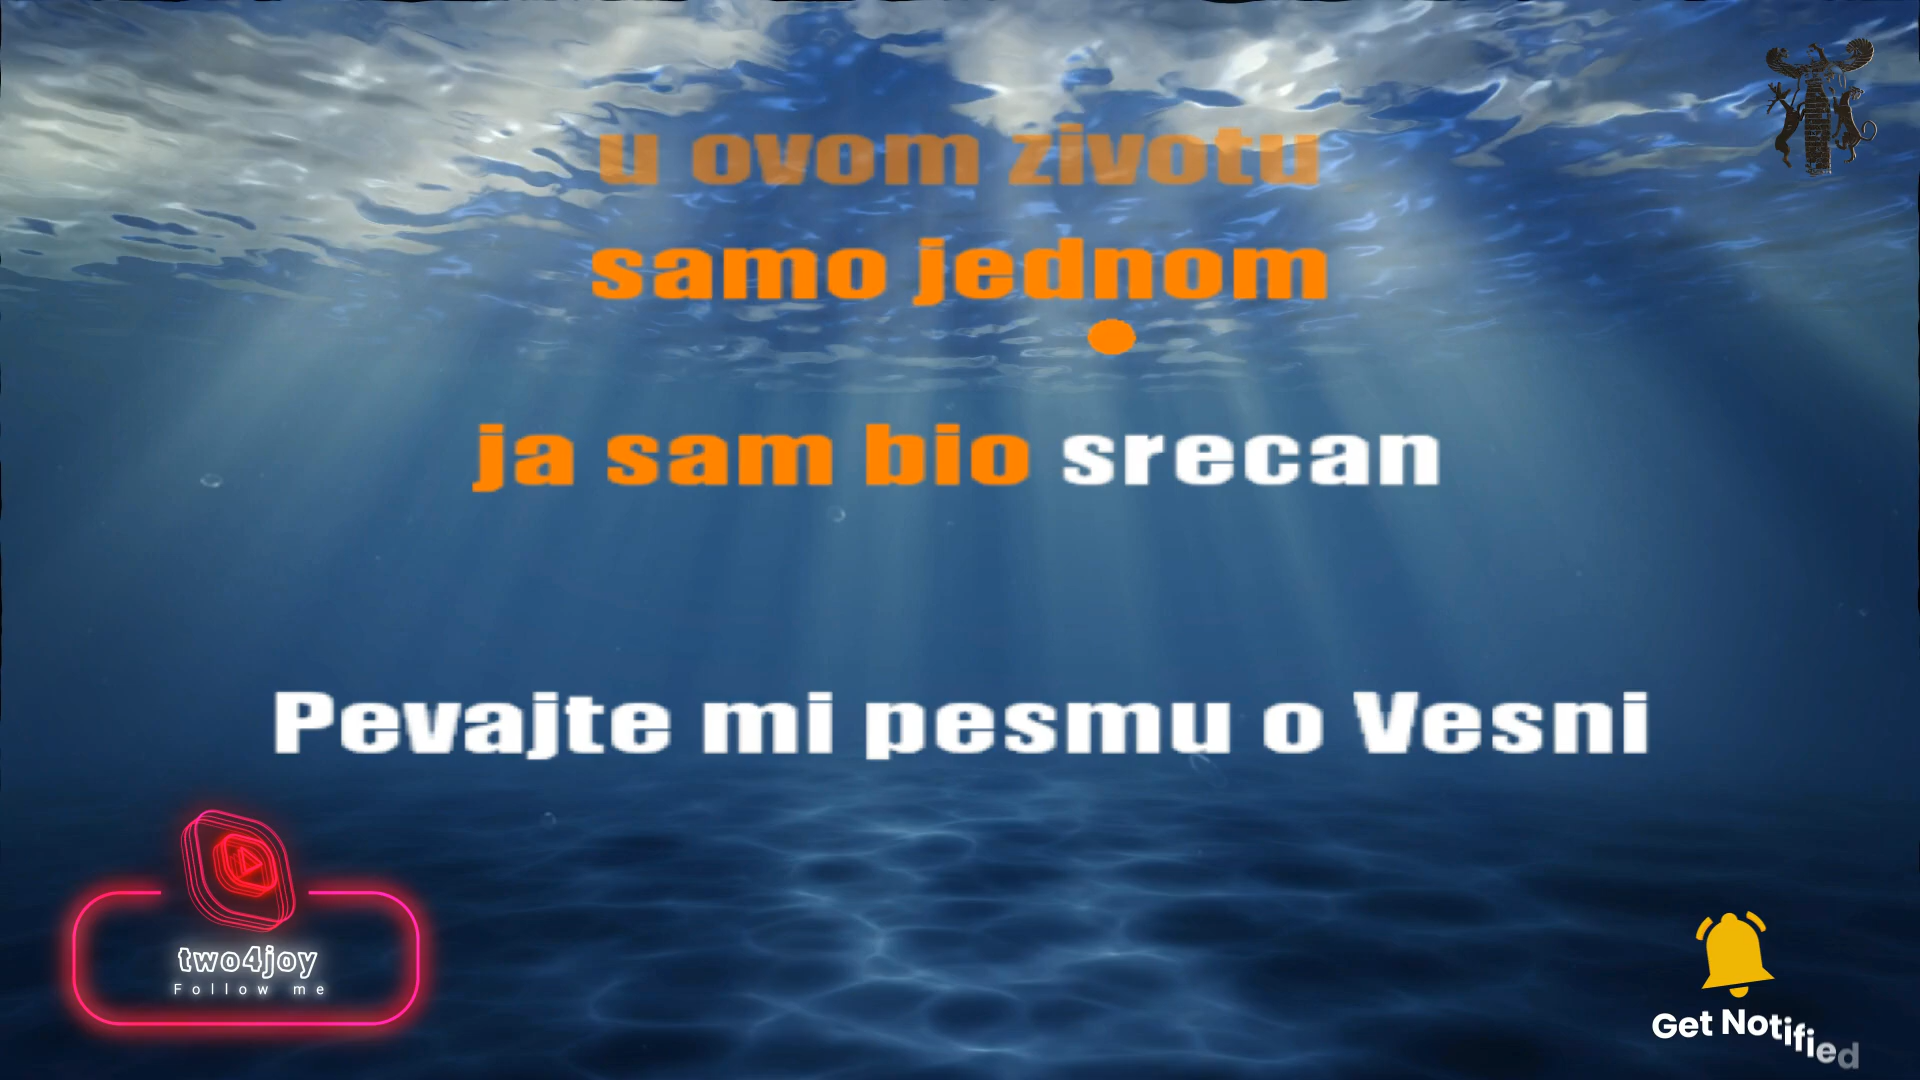 u ovom zivotu
samo jednom
ja sam bio srecan
Pevajte mi pesmu o Vesni
two4joy
Follow me
Get Notified